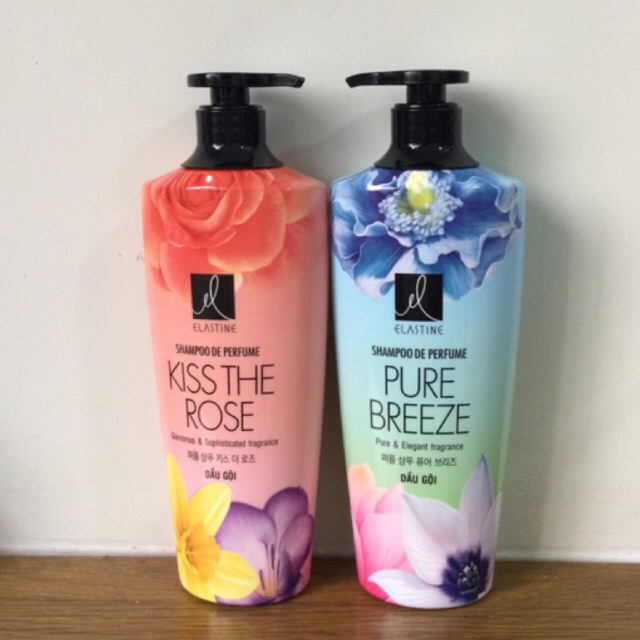 el
ELASTINE
SHAMPOO DE PERFUME
KISS THE
ROSE
Glamorous & Sophisticated fragrance
퍼퓸 샴푸 키스 더 로즈
DẦU GỘI
el
ELASTINE
SHAMPOO DE PERFUME
PURE
BREEZE
Pure & Elegant fragrance
퍼퓸 샴푸 퓨어 브리즈
DẦU GỘI